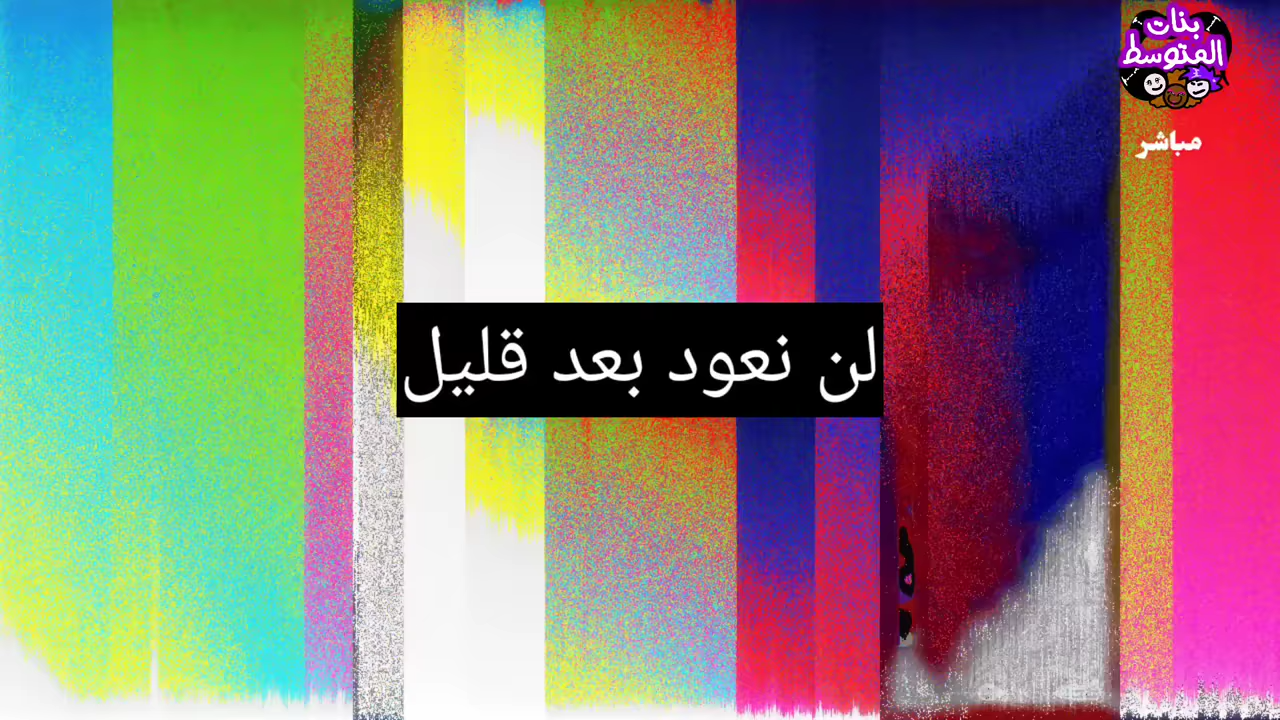 بنات
المتوسط
مباشر
لن نعود بعد قليل